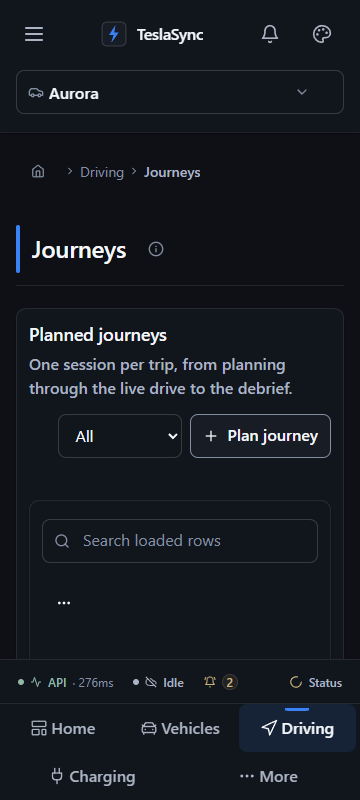 TeslaSync
Aurora
Driving
Journeys
Journeys
Planned journeys
One session per trip, from planning
through the live drive to the debrief.
All
Plan journey
Search loaded rows
...
API · 276ms
Idle
2
Status
Home
Vehicles
Driving
Charging
More